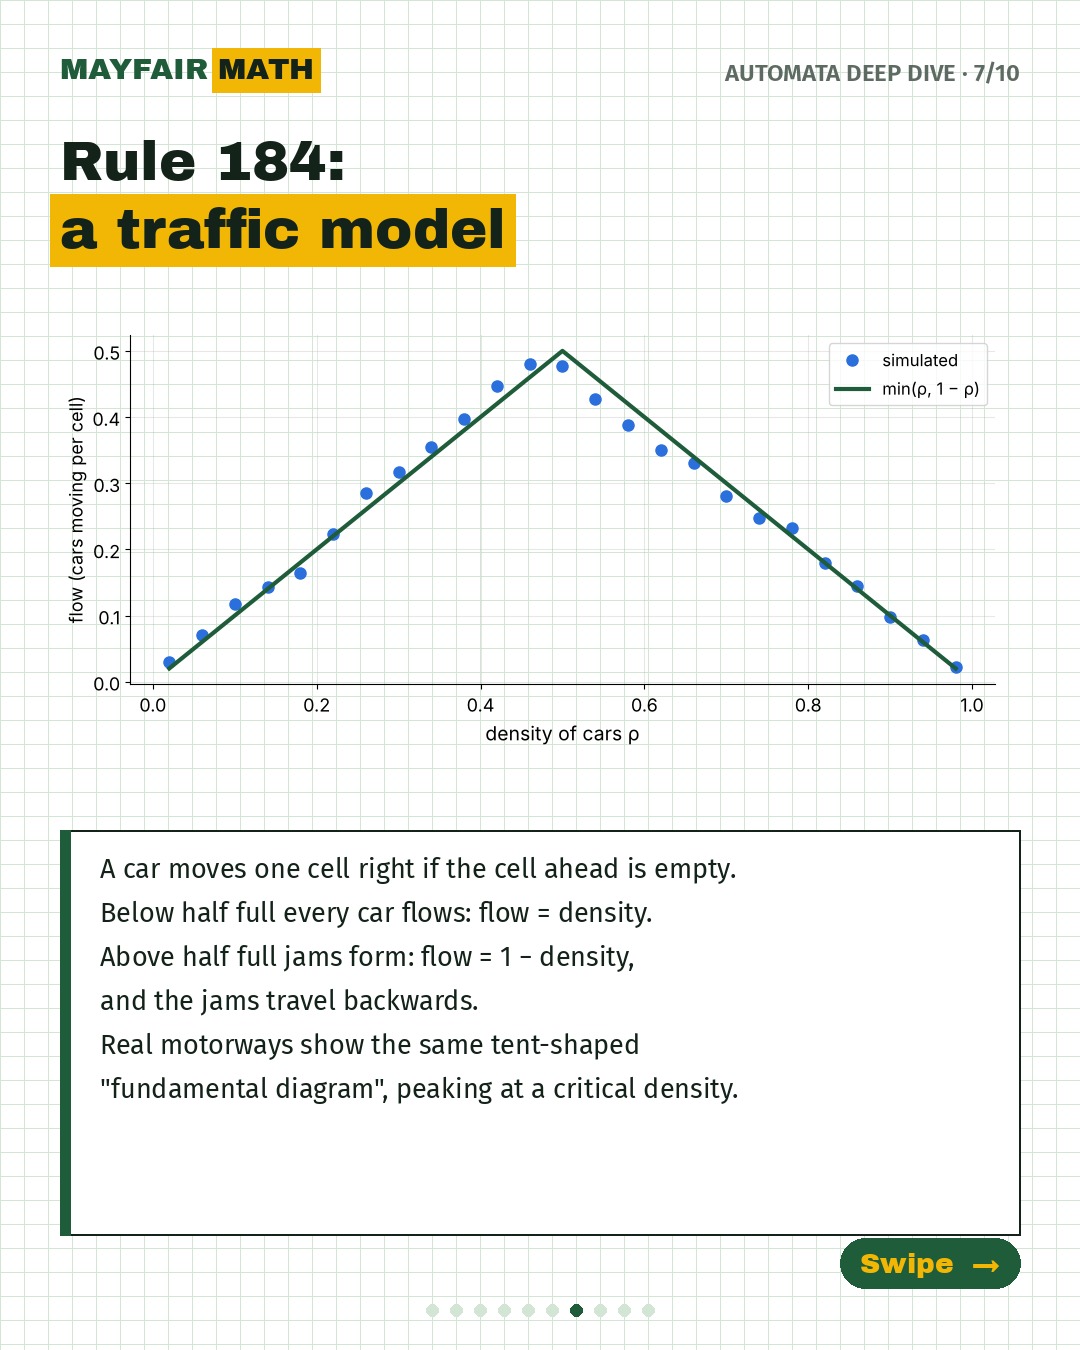 MAYFAIR MATH
AUTOMATA DEEP DIVE · 7/10
Rule 184:
a traffic model
0.5
0.4
0.3
0.2
0.1
0.0
flow (cars moving per cell)
simulated
min(ρ, 1 − ρ)
0.0 0.2 0.4 0.6 0.8 1.0
density of cars ρ
A car moves one cell right if the cell ahead is empty.
Below half full every car flows: flow = density.
Above half full jams form: flow = 1 − density,
and the jams travel backwards.
Real motorways show the same tent-shaped
"fundamental diagram", peaking at a critical density.
Swipe →